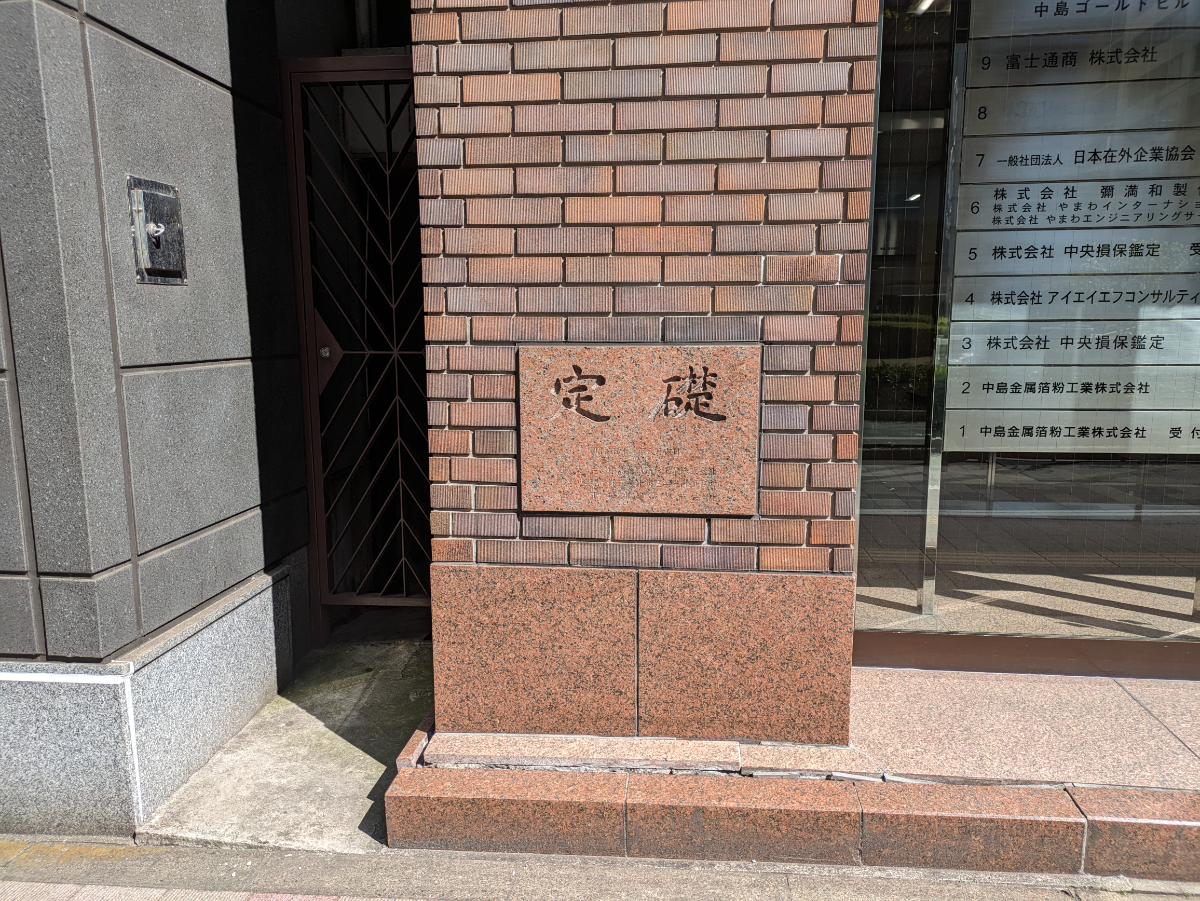 定礎
中島ゴールドビル
9 富士通商 株式会社
8
7 一般社団法人 日本在外企業協会
6 株式会社 彌満和製
株式会社 やまわインターナショ
株式会社 やまわエンジニアリングサ
5 株式会社 中央損保鑑定 受
4 株式会社 アイエイエフコンサルティ
3 株式会社 中央損保鑑定
2 中島金属箔粉工業株式会社
1 中島金属箔粉工業株式会社 受付